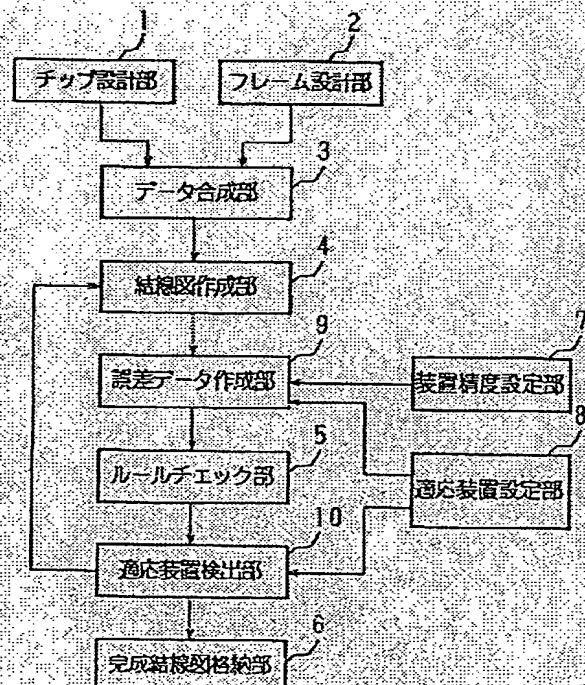 1
2
チップ設計部
フレーム設計部
3
データ合成部
4
結線図作成部
9
7
誤差データ作成部
装置精度設定部
5
8
ルールチェック部
適応装置設定部
10
適応装置検出部
6
完成結線図格納部